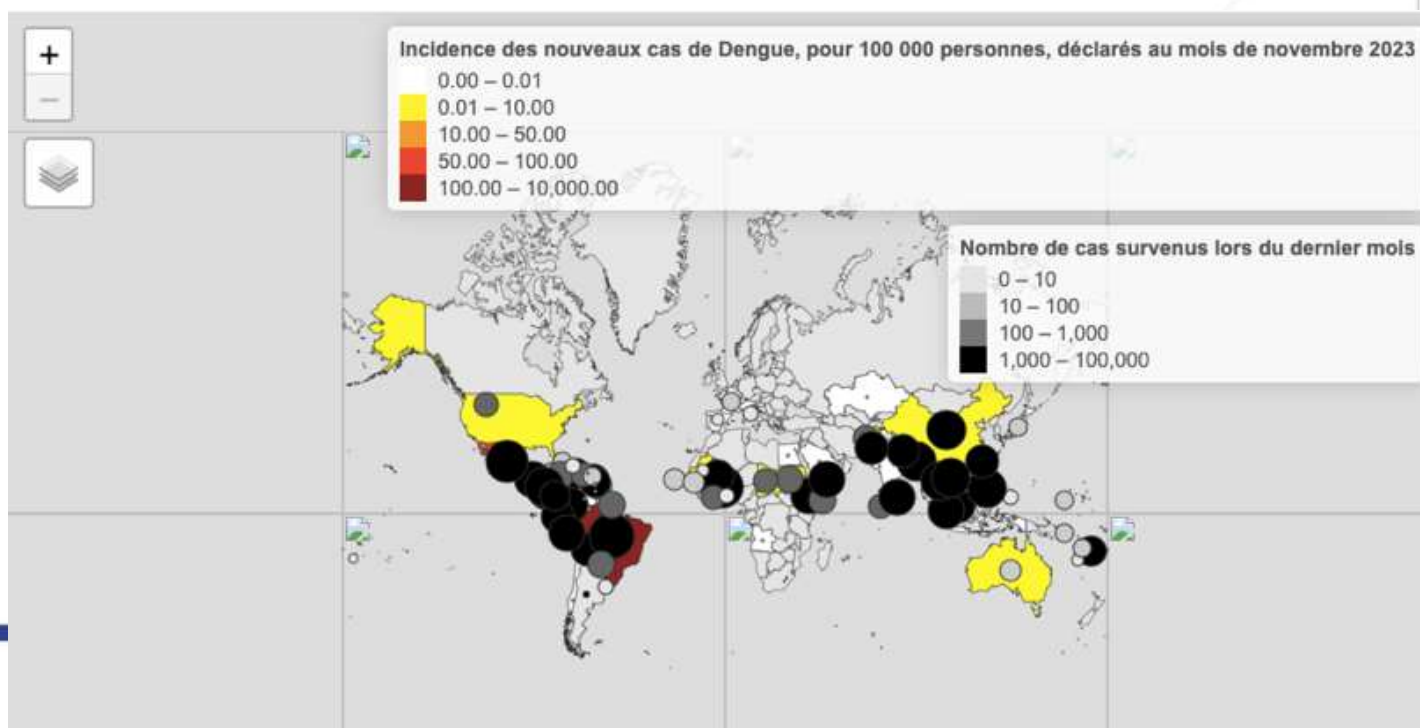 +
−
Incidence des nouveaux cas de Dengue, pour 100 000 personnes, déclarés au mois de novembre 2023
0.00 – 0.01
0.01 – 10.00
10.00 – 50.00
50.00 – 100.00
100.00 – 10,000.00
Nombre de cas survenus lors du dernier mois
0 – 10
10 – 100
100 – 1,000
1,000 – 100,000